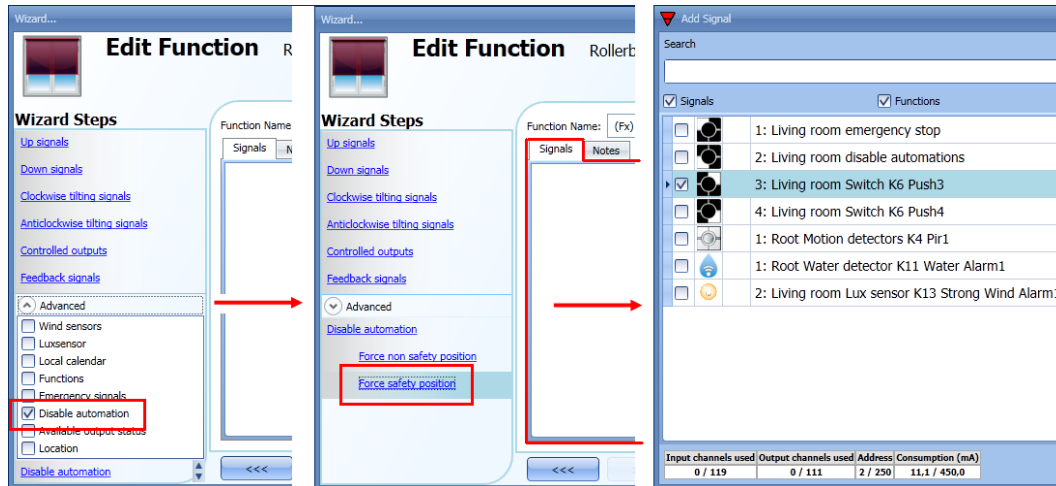 Wizard...
Edit Function R
Wizard Steps
Up signals
Down signals
Clockwise tilting signals
Anticlockwise tilting signals
Controlled outputs
Feedback signals
Advanced
Wind sensors
Luxsensor
Local calendar
Functions
Emergency signals
Disable automation
Available output status
Location
Disable automation
Function Name
Signals N
<<<
Wizard...
Edit Function Rollerb
Wizard Steps
Up signals
Down signals
Clockwise tilting signals
Anticlockwise tilting signals
Controlled outputs
Feedback signals
Advanced
Disable automation
Force non safety position
Force safety position
Function Name: (Fx)
Signals Notes
<<<
Add Signal
Search
Signals Functions
1: Living room emergency stop
2: Living room disable automations
3: Living room Switch K6 Push3
4: Living room Switch K6 Push4
1: Root Motion detectors K4 Pir1
1: Root Water detector K11 Water Alarm1
2: Living room Lux sensor K13 Strong Wind Alarm1
Input channels used Output channels used Address Consumption (mA)
0 / 119 0 / 111 2 / 250 11,1 / 450,0